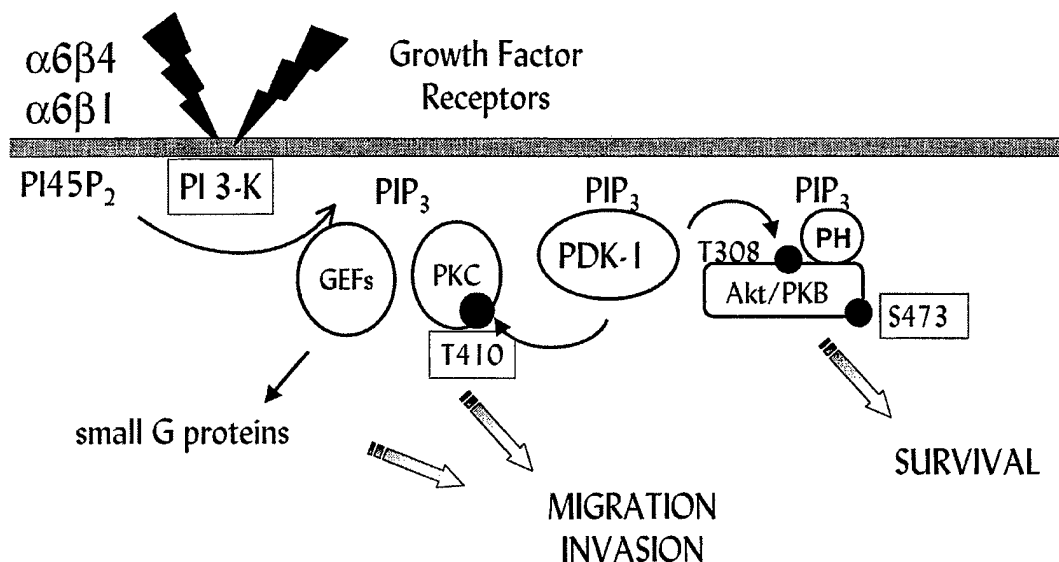 α6β4
α6β1
Growth Factor
Receptors
PI45P2
PI 3-K
PIP3
PIP3
PIP3
GEFs
PKC
PDK-1
T308
PH
Akt/PKB
S473
T410
small G proteins
SURVIVAL
MIGRATION
INVASION